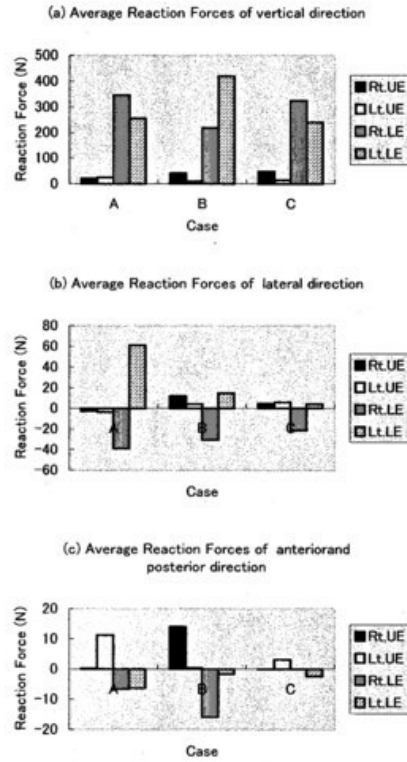 (a) Average Reaction Forces of vertical direction
Reaction Force (N)
500
400
300
200
100
0
A B C
Case
Rt.UE
Lt.UE
Rt.LE
Lt.LE
(b) Average Reaction Forces of lateral direction
Reaction Force (N)
80
60
40
20
0
-20
-40
-60
A B C
Case
Rt.UE
Lt.UE
Rt.LE
Lt.LE
(c) Average Reaction Forces of anteriorand
posterior direction
Reaction Force (N)
20
10
0
-10
-20
A B C
Case
Rt.UE
Lt.UE
Rt.LE
Lt.LE